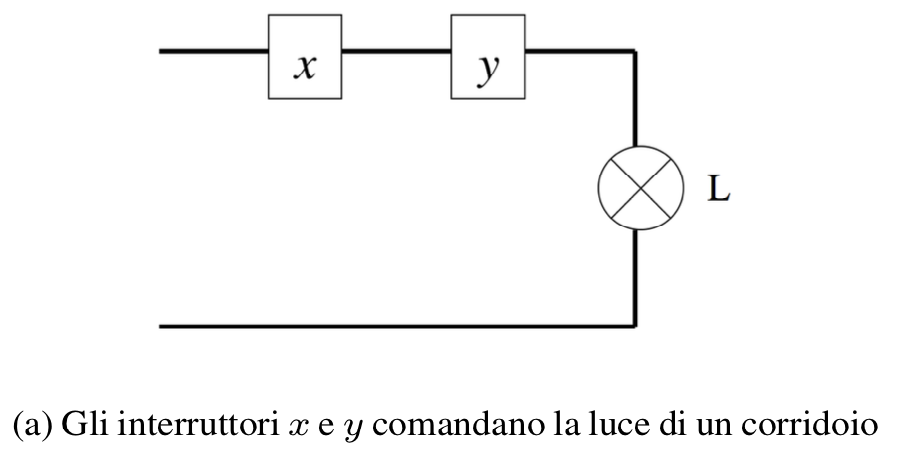 x
y
L
(a) Gli interruttori x e y comandano la luce di un corridoio